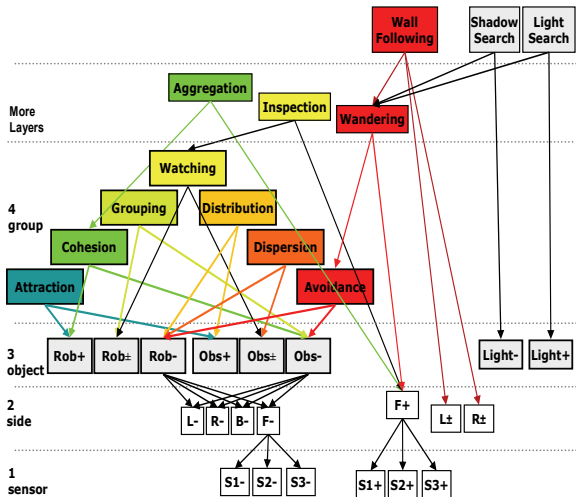 Wall
Following
Shadow
Search
Light
Search
Aggregation
Inspection
More
Layers
Wandering
Watching
4
group
Grouping
Distribution
Cohesion
Dispersion
Attraction
Avoidance
3
object
Rob+
Rob±
Rob-
Obs+
Obs±
Obs-
Light-
Light+
2
side
L-
R-
B-
F-
F+
L±
R±
1
sensor
S1-
S2-
S3-
S1+
S2+
S3+